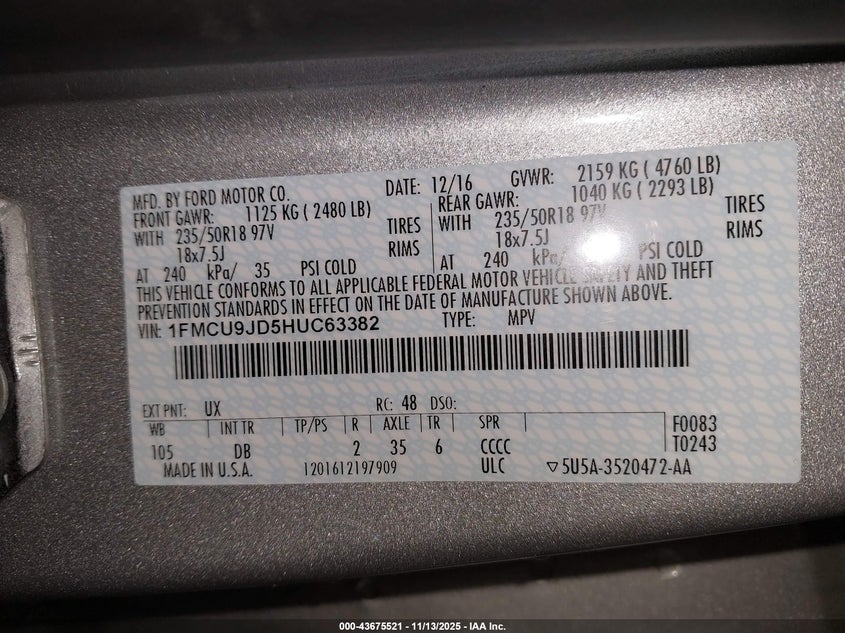 MFD. BY FORD MOTOR CO. DATE: 12/16 GVWR: 2159 KG ( 4760 LB)
FRONT GAWR: 1125 KG ( 2480 LB) REAR GAWR: 1040 KG ( 2293 LB)
WITH 235/50R18 97V TIRES WITH 235/50R18 97V TIRES
18x7.5J RIMS 18x7.5J RIMS
AT 240 kPa/ 35 PSI COLD AT 240 kPa/ PSI COLD
THIS VEHICLE CONFORMS TO ALL APPLICABLE FEDERAL MOTOR VEHICLE SAFETY AND THEFT
PREVENTION STANDARDS IN EFFECT ON THE DATE OF MANUFACTURE SHOWN ABOVE.
VIN: 1FMCU9JD5HUC63382 TYPE: MPV
EXT PNT: UX RC: 48 DSO:
WB INT TR TP/PS R AXLE TR SPR F0083
105 DB 2 35 6 CCCC T0243
MADE IN U.S.A. 1201612197909 ULC ▽5U5A-3520472-AA
000-43675521 - 11/13/2025 - IAA Inc.